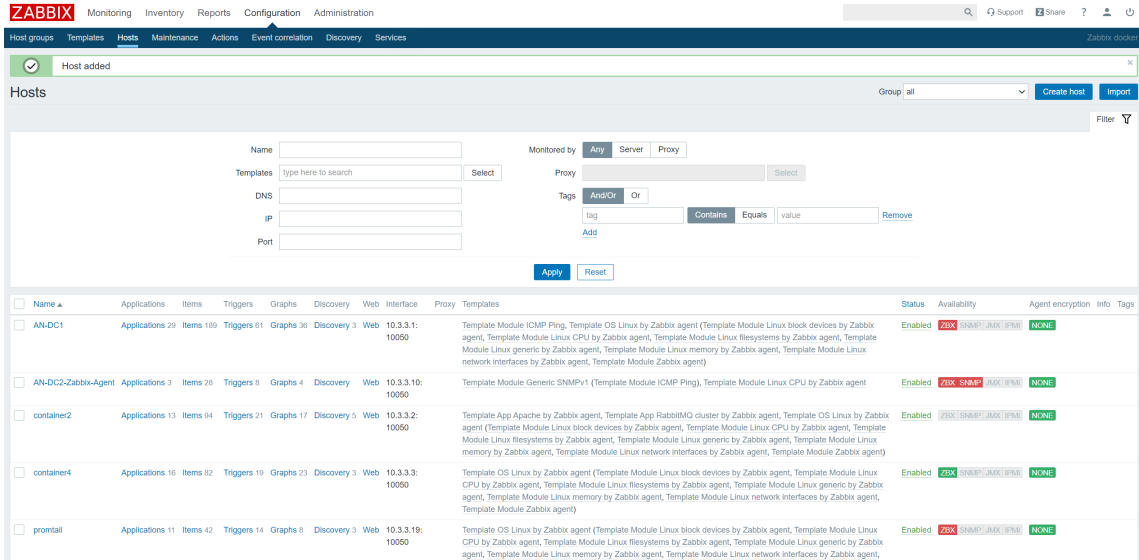 ZABBIX Monitoring Inventory Reports Configuration Administration Support Z Share ?
Host groups Templates Hosts Maintenance Actions Event correlation Discovery Services Zabbix docker
Host added
Hosts Group all Create host Import
Filter
Name Monitored by Any Server Proxy
Templates type here to search Select Proxy Select
DNS Tags And/Or Or
IP tag Contains Equals value Remove
Port Add
Apply Reset
Name Applications Items Triggers Graphs Discovery Web Interface Proxy Templates Status Availability Agent encryption Info Tags
AN-DC1 Applications 29 Items 189 Triggers 61 Graphs 36 Discovery 3 Web 10.3.3.1: Template Module ICMP Ping, Template OS Linux by Zabbix agent (Template Module Linux block devices by Zabbix Enabled ZBX SNMP JMX IPMI NONE
10050 agent, Template Module Linux CPU by Zabbix agent, Template Module Linux filesystems by Zabbix agent, Template
Module Linux generic by Zabbix agent, Template Module Linux memory by Zabbix agent, Template Module Linux
network interfaces by Zabbix agent, Template Module Zabbix agent)
AN-DC2-Zabbix-Agent Applications 3 Items 28 Triggers 8 Graphs 4 Discovery Web 10.3.3.10: Template Module Generic SNMPv1 (Template Module ICMP Ping), Template Module Linux CPU by Zabbix agent Enabled ZBX SNMP JMX IPMI NONE
10050
container2 Applications 13 Items 94 Triggers 21 Graphs 17 Discovery 5 Web 10.3.3.2: Template App Apache by Zabbix agent, Template App RabbitMQ cluster by Zabbix agent, Template OS Linux by Zabbix Enabled ZBX SNMP JMX IPMI NONE
10050 agent (Template Module Linux block devices by Zabbix agent, Template Module Linux CPU by Zabbix agent, Template
Module Linux filesystems by Zabbix agent, Template Module Linux generic by Zabbix agent, Template Module Linux
memory by Zabbix agent, Template Module Linux network interfaces by Zabbix agent, Template Module Zabbix agent)
container4 Applications 16 Items 82 Triggers 19 Graphs 23 Discovery 3 Web 10.3.3.3: Template OS Linux by Zabbix agent (Template Module Linux block devices by Zabbix agent, Template Module Linux Enabled ZBX SNMP JMX IPMI NONE
10050 CPU by Zabbix agent, Template Module Linux filesystems by Zabbix agent, Template Module Linux generic by Zabbix
agent, Template Module Linux memory by Zabbix agent, Template Module Linux network interfaces by Zabbix agent,
Template Module Zabbix agent)
promtail Applications 11 Items 42 Triggers 14 Graphs 8 Discovery 3 Web 10.3.3.19: Template OS Linux by Zabbix agent (Template Module Linux block devices by Zabbix agent, Template Module Linux Enabled ZBX SNMP JMX IPMI NONE
10050 CPU by Zabbix agent, Template Module Linux filesystems by Zabbix agent, Template Module Linux generic by Zabbix
agent, Template Module Linux memory by Zabbix agent, Template Module Linux network interfaces by Zabbix agent,